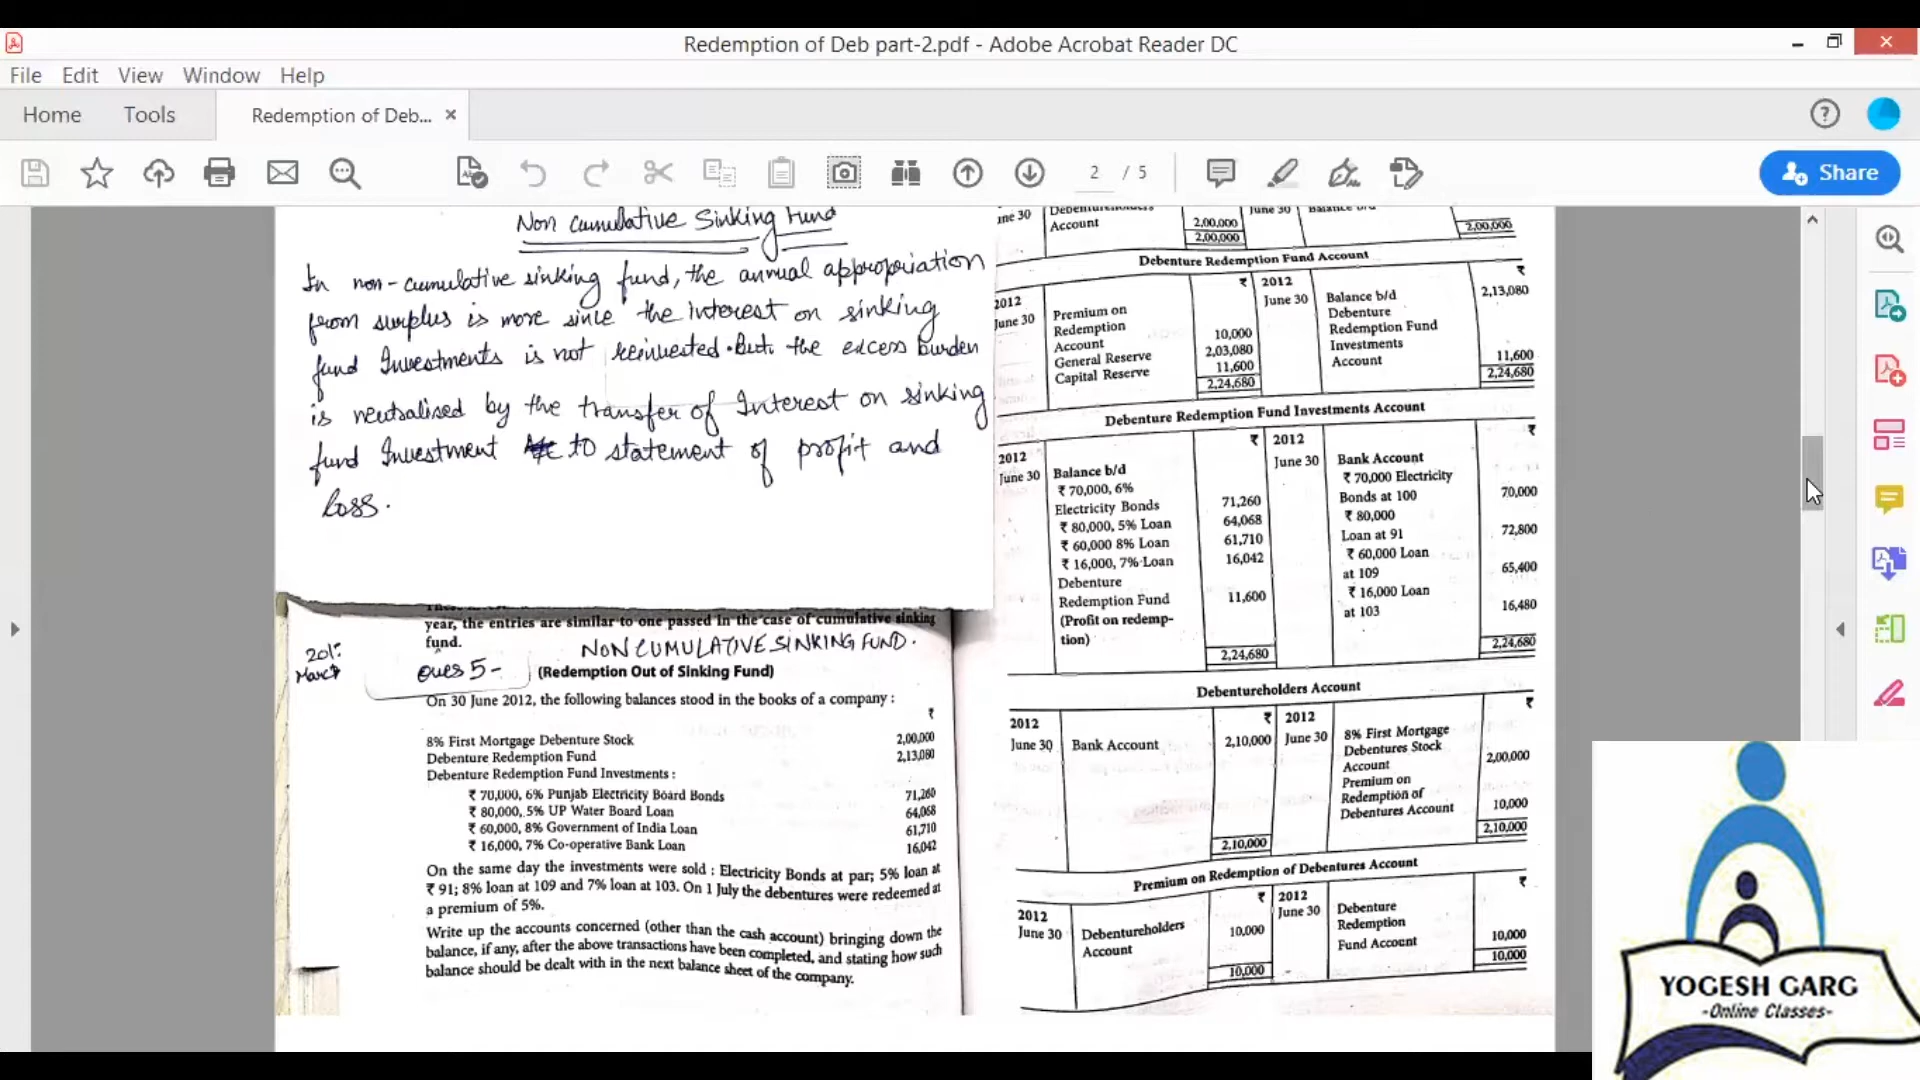 Redemption of Deb part-2.pdf - Adobe Acrobat Reader DC
File Edit View Window Help
Home Tools Redemption of Deb... ×
2 / 5
Share
Non Cumulative Sinking Fund
In non-cumulative sinking fund, the annual appropriation
from surplus is more since the interest on sinking
fund Investments is not reinvested. But the excess burden
is neutralised by the transfer of Interest on sinking
fund Investment to statement of profit and
loss.
year, the entries are similar to one passed in the case of cumulative sinking
fund.
NON CUMULATIVE SINKING FUND.
Ques 5- (Redemption Out of Sinking Fund)
On 30 June 2012, the following balances stood in the books of a company :
₹
8% First Mortgage Debenture Stock 2,00,000
Debenture Redemption Fund 2,13,080
Debenture Redemption Fund Investments :
₹ 70,000, 6% Punjab Electricity Board Bonds 71,260
₹ 80,000, 5% UP Water Board Loan 64,068
₹ 60,000, 8% Government of India Loan 61,710
₹ 16,000, 7% Co-operative Bank Loan 16,042
On the same day the investments were sold : Electricity Bonds at par; 5% loan at
₹ 91; 8% loan at 109 and 7% loan at 103. On 1 July the debentures were redeemed at
a premium of 5%.
Write up the accounts concerned (other than the cash account) bringing down the
balance, if any, after the above transactions have been completed, and stating how such
balance should be dealt with in the next balance sheet of the company.
June 30 Account 2,00,000 June 30 Balance b/d
2,00,000 2,00,000
Debenture Redemption Fund Account
2012 ₹ 2012 ₹
June 30 Premium on June 30 Balance b/d 2,13,080
Redemption Debenture
Account 10,000 Redemption Fund
General Reserve 2,03,080 Investments
Capital Reserve 11,600 Account 11,600
2,24,680 2,24,680
Debenture Redemption Fund Investments Account
2012 ₹ 2012 ₹
June 30 Balance b/d June 30 Bank Account
₹ 70,000, 6% ₹ 70,000 Electricity
Electricity Bonds 71,260 Bonds at 100 70,000
₹ 80,000, 5% Loan 64,068 ₹ 80,000
₹ 60,000 8% Loan 61,710 Loan at 91 72,800
₹ 16,000, 7% Loan 16,042 ₹ 60,000 Loan
Debenture at 109 65,400
Redemption Fund 11,600 ₹ 16,000 Loan
(Profit on redemp- at 103 16,480
tion)
2,24,680 2,24,680
Debentureholders Account
2012 ₹ 2012 ₹
June 30 Bank Account 2,10,000 June 30 8% First Mortgage
Debentures Stock
Account 2,00,000
Premium on
Redemption of
Debentures Account 10,000
2,10,000 2,10,000
Premium on Redemption of Debentures Account
2012 ₹ 2012 ₹
June 30 Debentureholders 10,000 June 30 Debenture
Account Redemption
Fund Account 10,000
10,000 10,000
YOGESH GARG
-Online Classes-